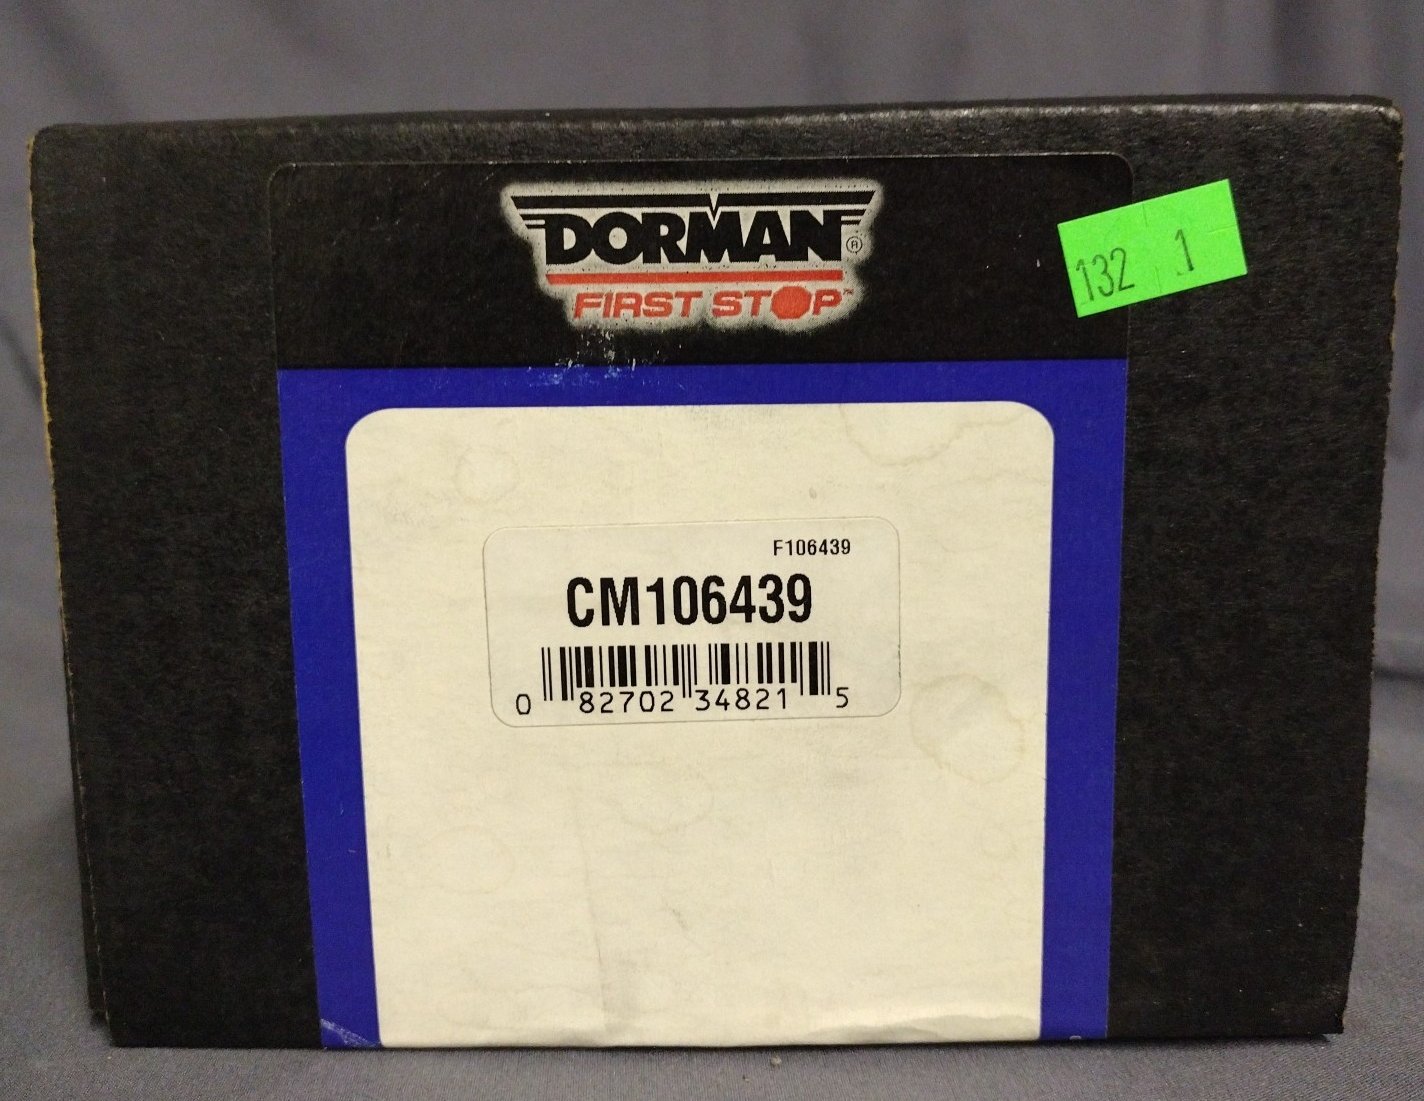 DORMAN®
FIRST STOP™
132 1
F106439
CM106439
0 82702 34821 5